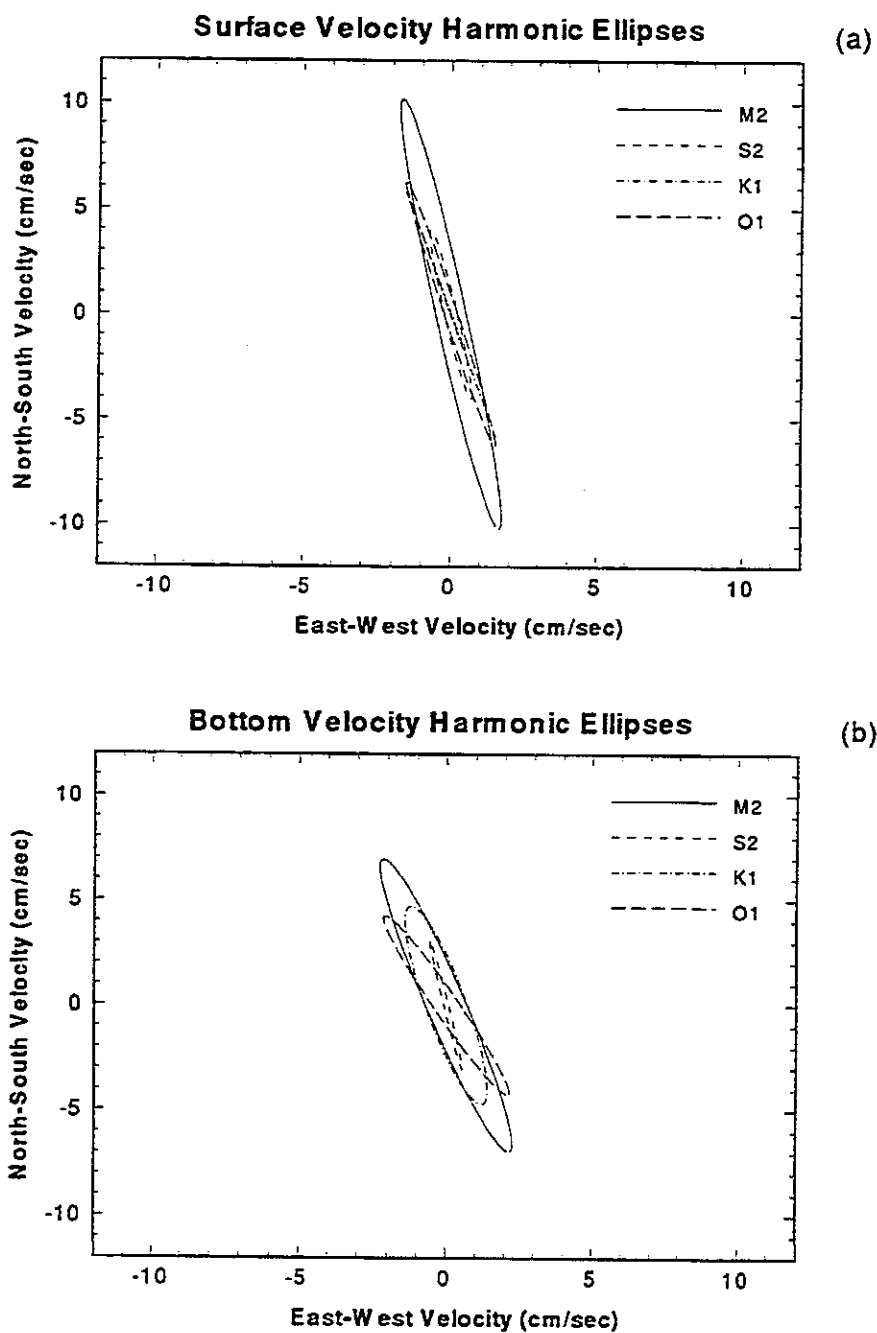 Surface Velocity Harmonic Ellipses
(a)
10
5
0
-5
-10
North-South Velocity (cm/sec)
M2
S2
K1
O1
-10
-5
0
5
10
East-West Velocity (cm/sec)
Bottom Velocity Harmonic Ellipses
(b)
10
5
0
-5
-10
North-South Velocity (cm/sec)
M2
S2
K1
O1
-10
-5
0
5
10
East-West Velocity (cm/sec)